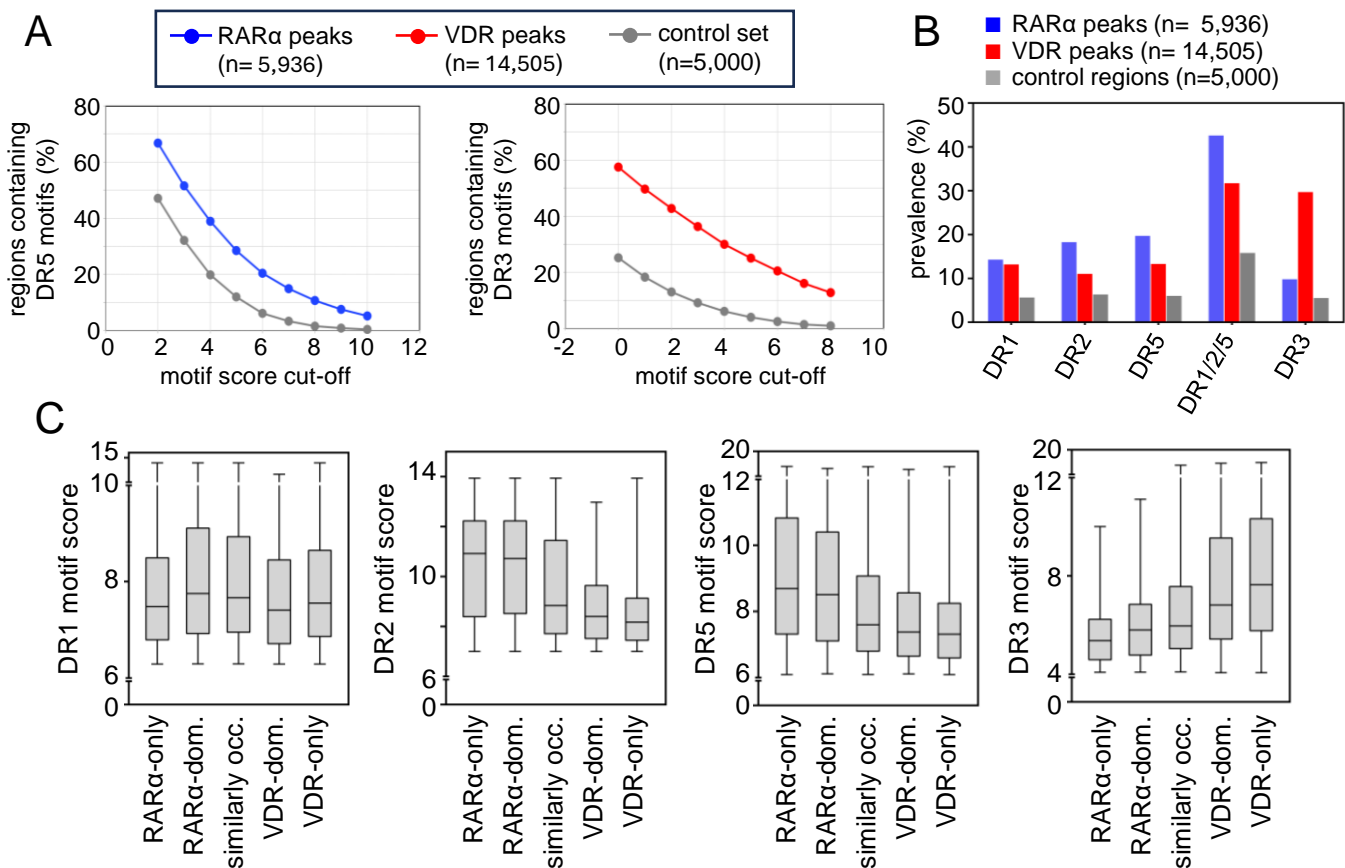 A
RARα peaks
(n= 5,936)
VDR peaks
(n= 14,505)
control set
(n=5,000)
regions containing
DR5 motifs (%)
80
60
40
20
0
0 2 4 6 8 10 12
motif score cut-off
regions containing
DR3 motifs (%)
80
60
40
20
0
-2 0 2 4 6 8 10
motif score cut-off
B
RARα peaks (n= 5,936)
VDR peaks (n= 14,505)
control regions (n=5,000)
prevalence (%)
50
40
30
20
10
0
DR1
DR2
DR5
DR1/2/5
DR3
C
DR1 motif score
15
10
8
6
0
RARα-only
RARα-dom.
similarly occ.
VDR-dom.
VDR-only
DR2 motif score
14
10
6
0
RARα-only
RARα-dom.
similarly occ.
VDR-dom.
VDR-only
DR5 motif score
20
12
10
8
6
0
RARα-only
RARα-dom.
similarly occ.
VDR-dom.
VDR-only
DR3 motif score
20
12
8
4
0
RARα-only
RARα-dom.
similarly occ.
VDR-dom.
VDR-only